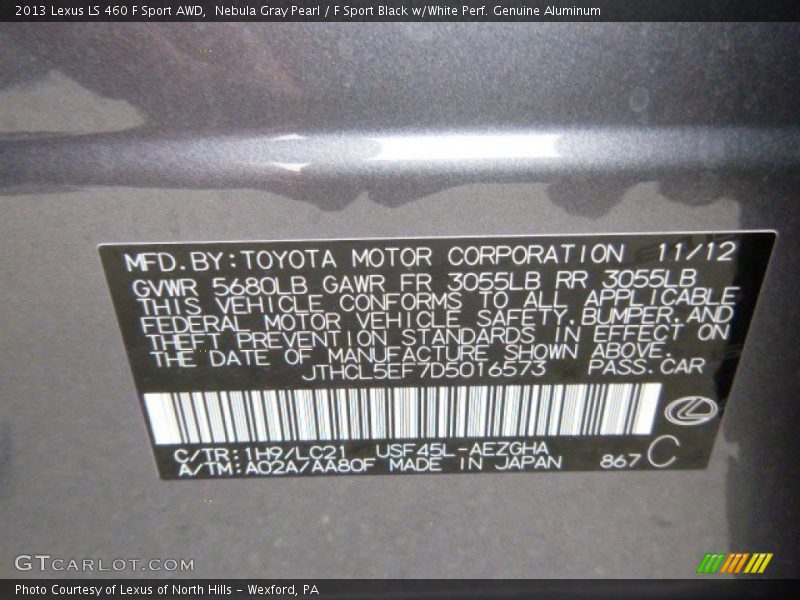 2013 Lexus LS 460 F Sport AWD,  Nebula Gray Pearl / F Sport Black w/White Perf. Genuine Aluminum
MFD.BY:TOYOTA MOTOR CORPORATION 11/12
GVWR 5680LB GAWR FR 3055LB RR 3055LB
THIS VEHICLE CONFORMS TO ALL APPLICABLE
FEDERAL MOTOR VEHICLE SAFETY,BUMPER,AND
THEFT PREVENTION STANDARDS IN EFFECT ON
THE DATE OF MANUFACTURE SHOWN ABOVE.
JTHCL5EF7D5016573 PASS.CAR
C/TR:1H9/LC21 USF45L-AEZGHA
A/TM:A02A/AA80F MADE IN JAPAN 867 C
GTCARLOT.COM
Photo Courtesy of Lexus of North Hills - Wexford, PA